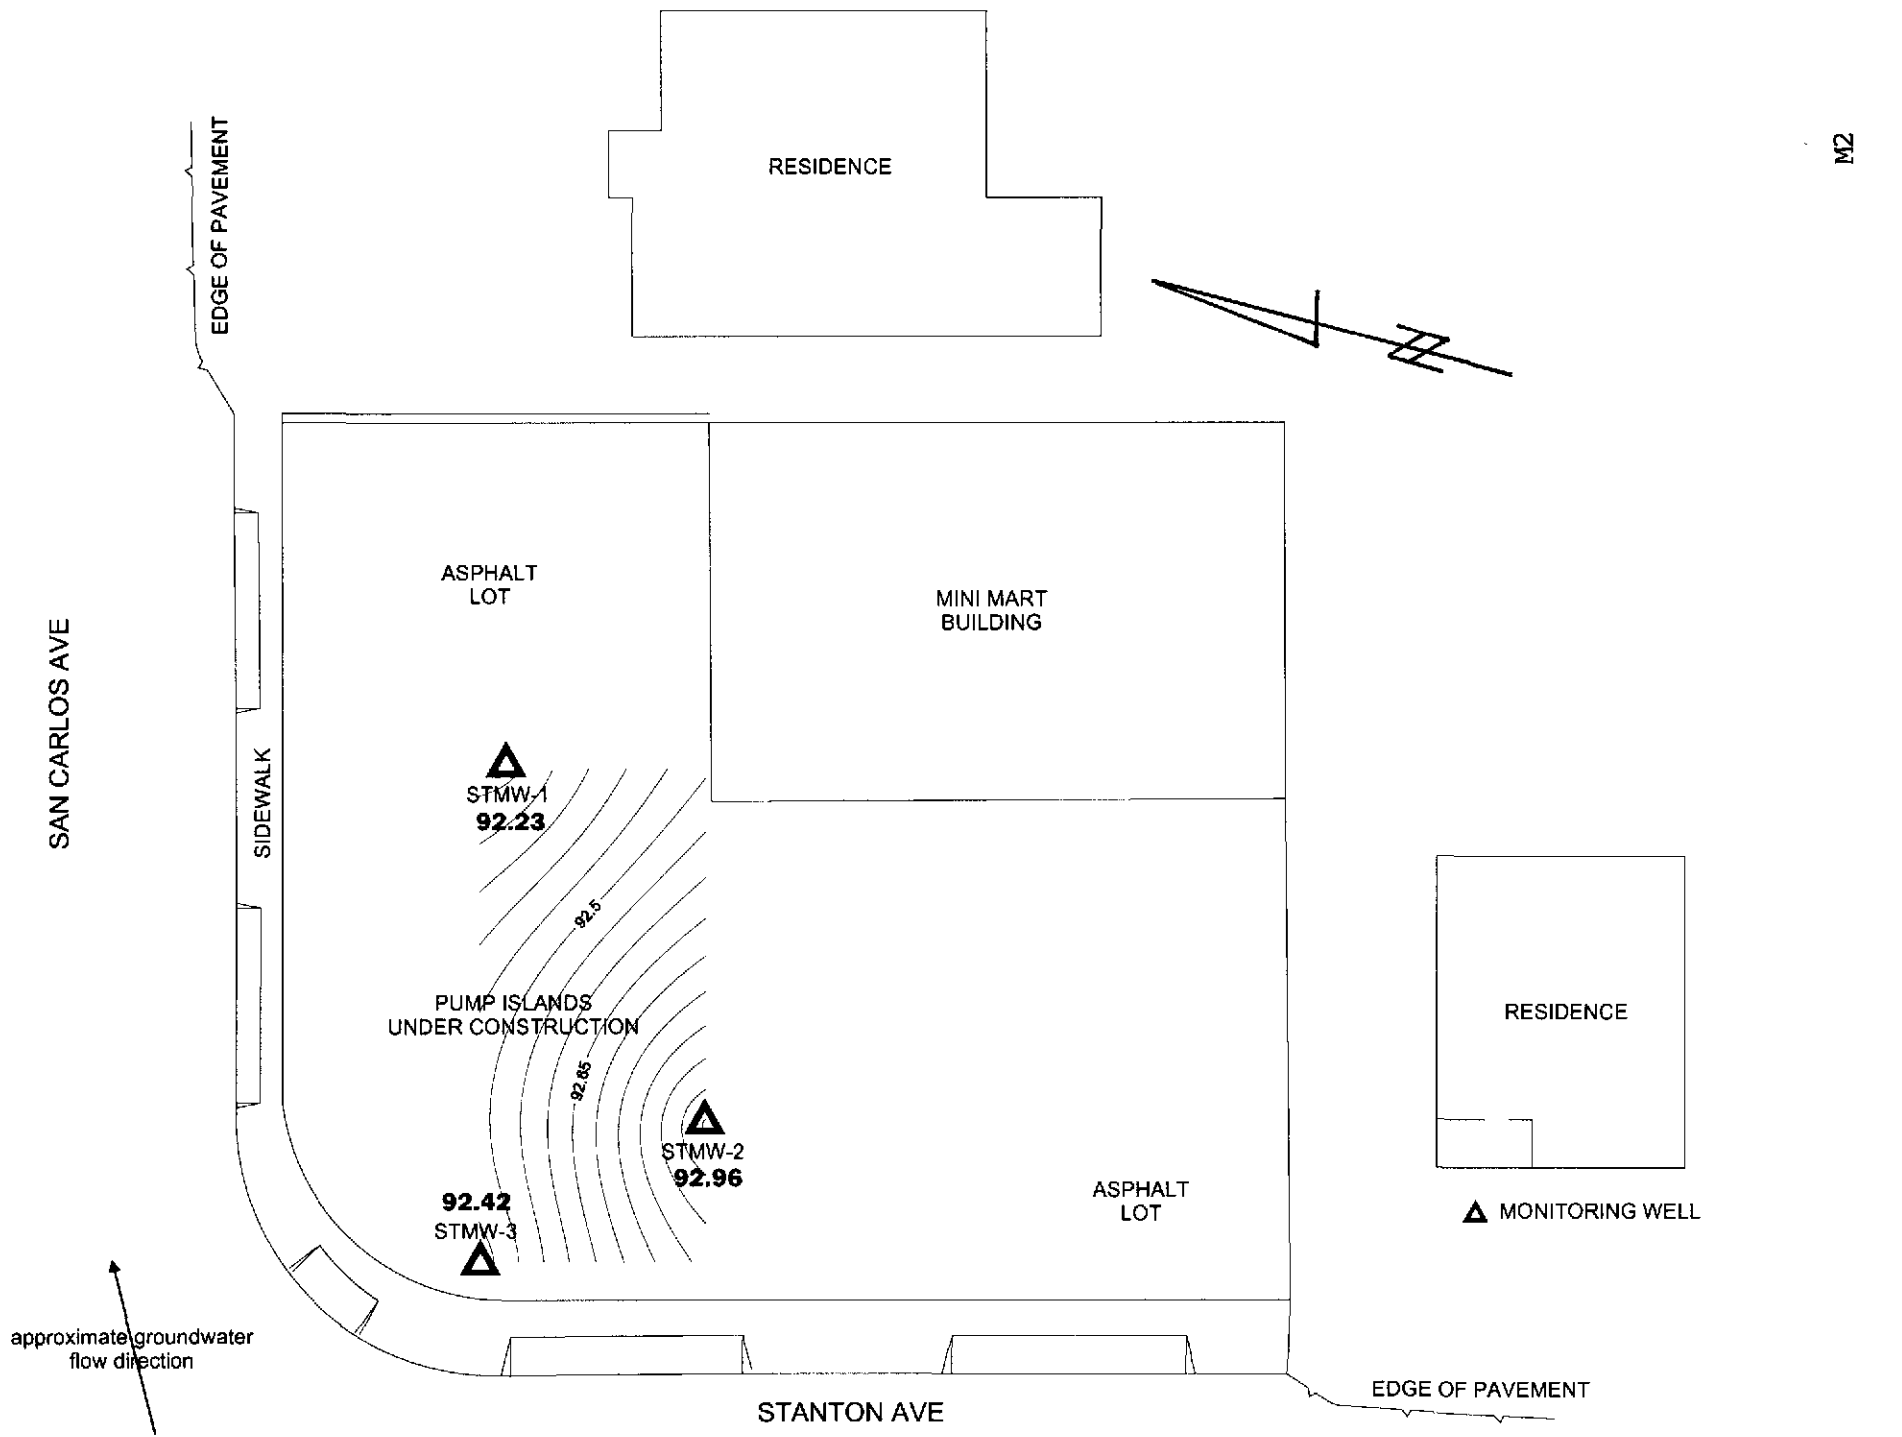 M2
RESIDENCE
EDGE OF PAVEMENT
N
ASPHALT
LOT
MINI MART
BUILDING
SAN CARLOS AVE
SIDEWALK
STMW-1
92.23
92.5
PUMP ISLANDS
UNDER CONSTRUCTION
92.65
RESIDENCE
STMW-2
92.96
92.42
STMW-3
ASPHALT
LOT
MONITORING WELL
approximate groundwater
flow direction
EDGE OF PAVEMENT
STANTON AVE